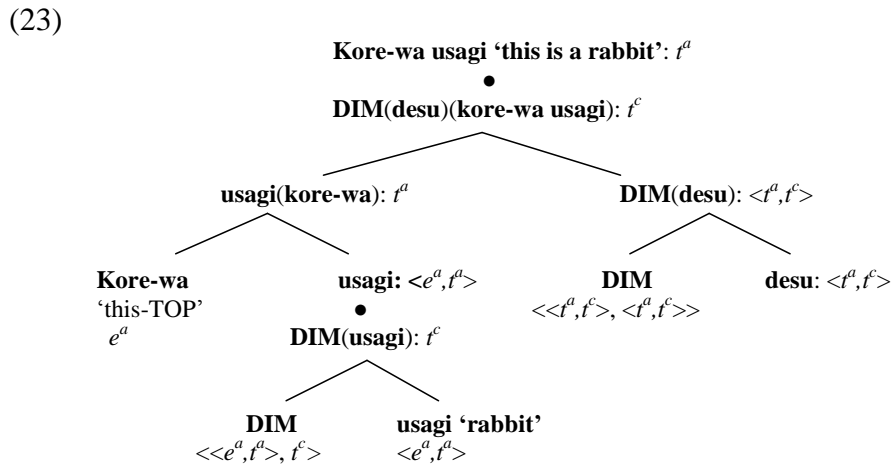 (23)
Kore-wa usagi ‘this is a rabbit’: t^a
●
DIM(desu)(kore-wa usagi): t^c
usagi(kore-wa): t^a DIM(desu): <t^a,t^c>
Kore-wa usagi: <e^a,t^a> DIM desu: <t^a,t^c>
‘this-TOP’ ● <<t^a,t^c>, <t^a,t^c>>
e^a DIM(usagi): t^c
DIM usagi ‘rabbit’
<<e^a,t^a>, t^c> <e^a,t^a>